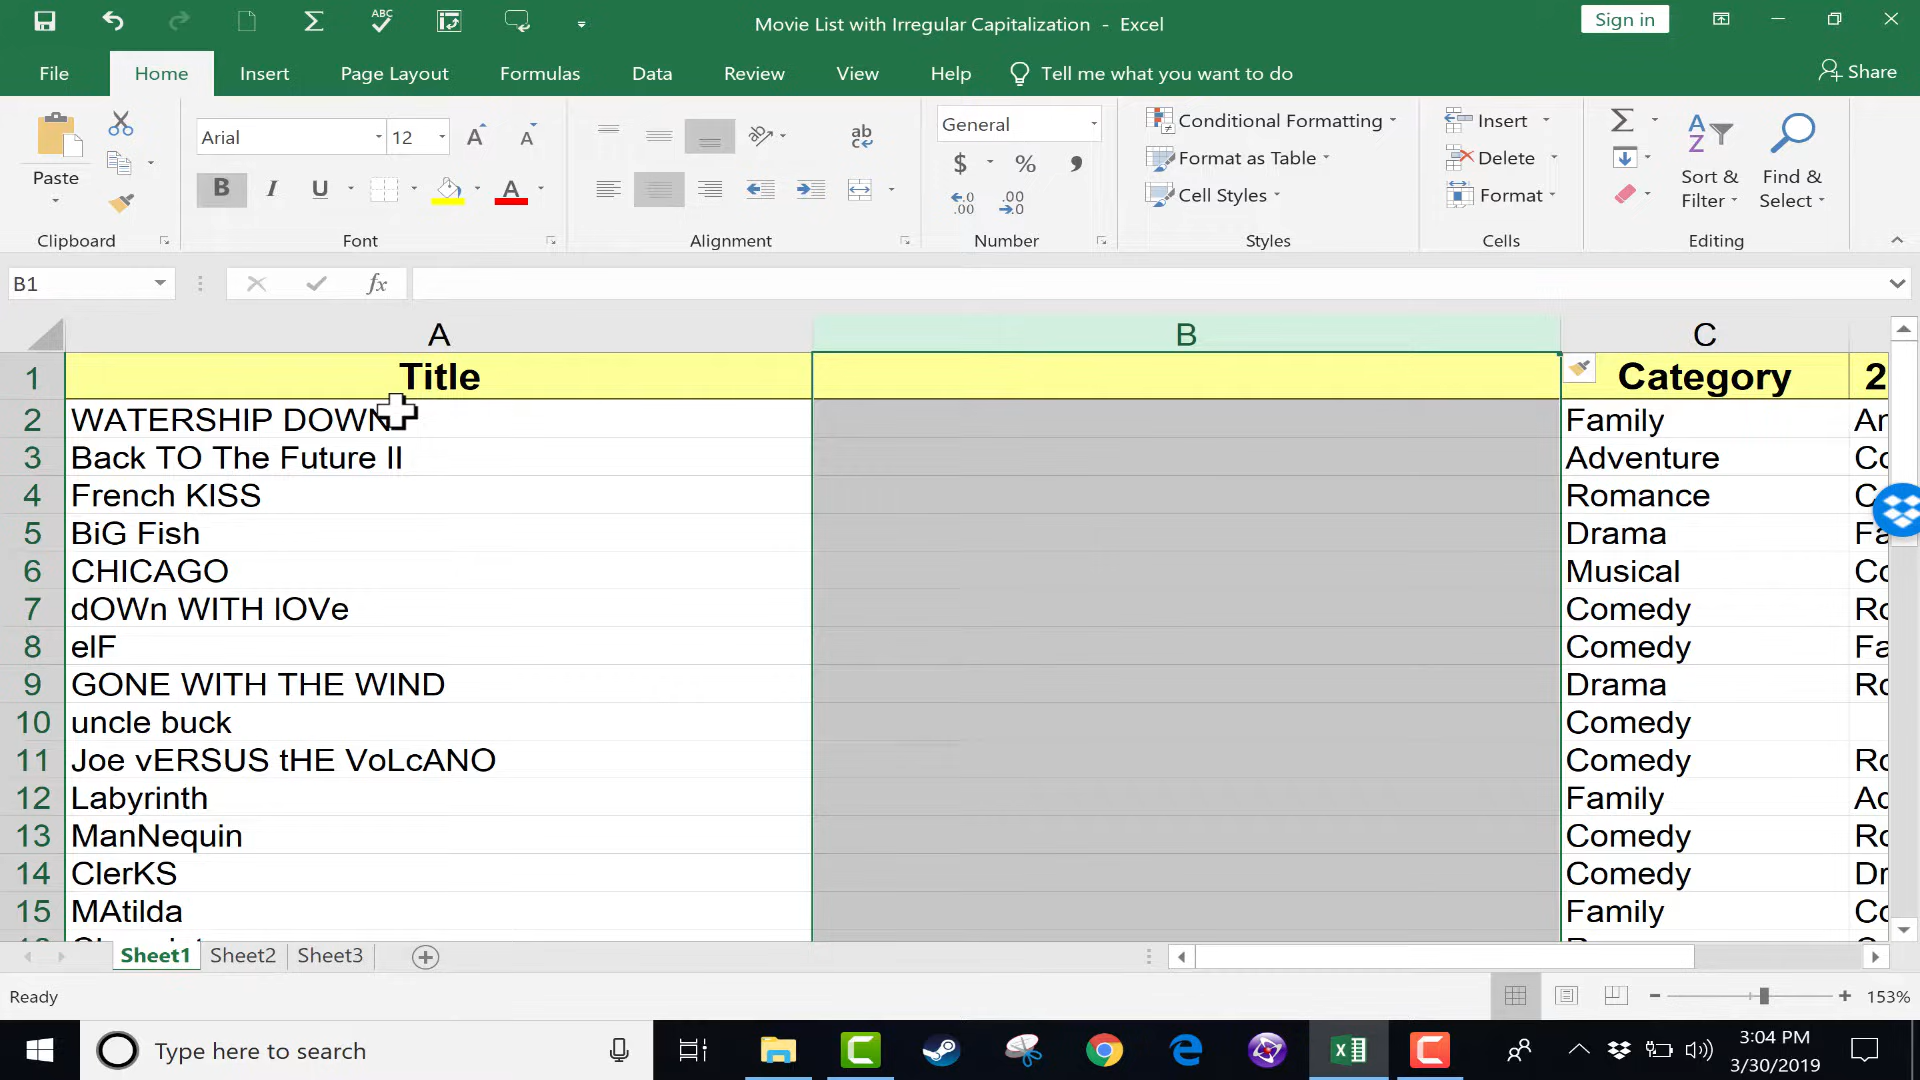 ABC
Movie List with Irregular Capitalization - Excel
Sign in
File Home Insert Page Layout Formulas Data Review View Help Tell me what you want to do Share
Paste
Arial 12 A A
B I U A
ab
General
$ % ,
.00 .00
Conditional Formatting
Format as Table
Cell Styles
Insert
Delete
Format
Sort & Filter
Find & Select
Clipboard Font Alignment Number Styles Cells Editing
B1 fx
A B C
1 Title Category 2
2 WATERSHIP DOWN Family
3 Back TO The Future II Adventure
4 French KISS Romance
5 BiG Fish Drama
6 CHICAGO Musical
7 dOWn WITH lOVe Comedy
8 elF Comedy
9 GONE WITH THE WIND Drama
10 uncle buck Comedy
11 Joe vERSUS tHE VoLcANO Comedy
12 Labyrinth Family
13 ManNequin Comedy
14 ClerKS Comedy
15 MAtilda Family
Sheet1 Sheet2 Sheet3
Ready 153%
Type here to search
3:04 PM
3/30/2019